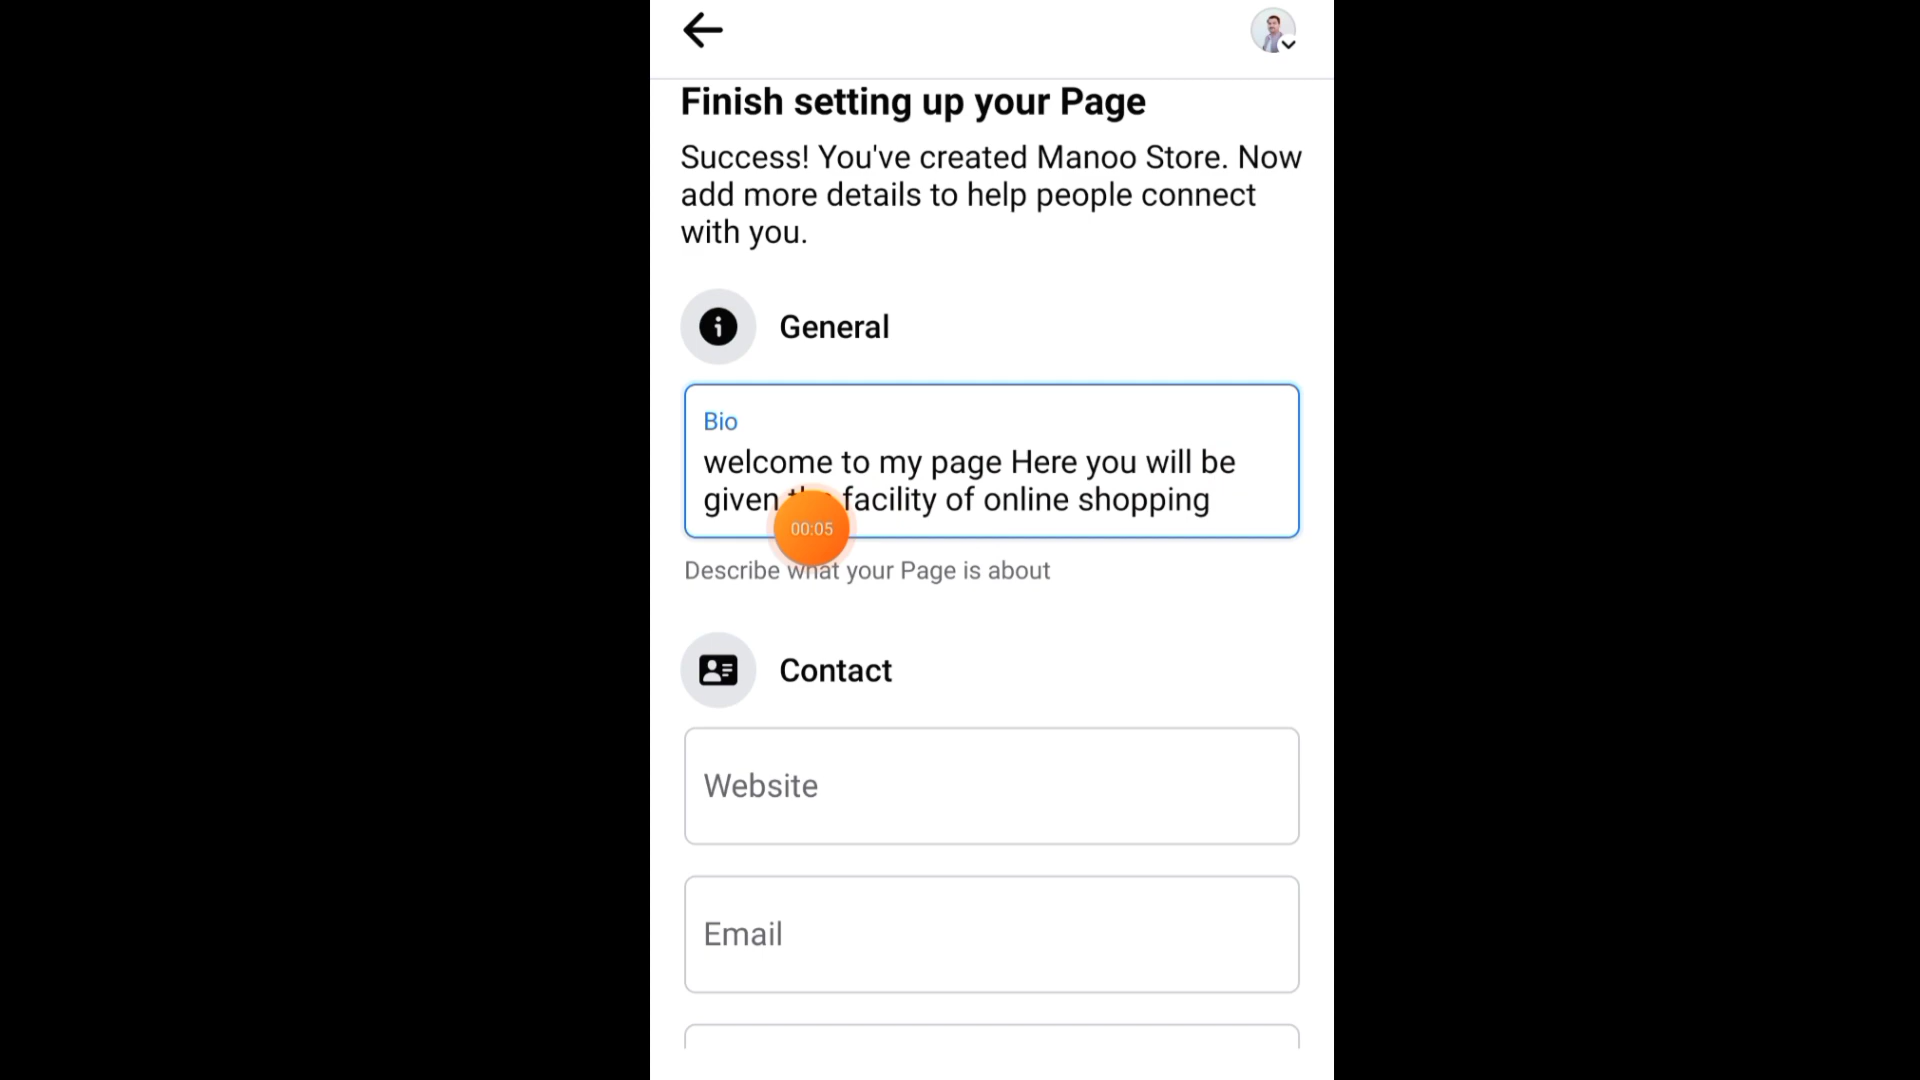 Finish setting up your Page
Success! You've created Manoo Store. Now
add more details to help people connect
with you.
General
Bio
welcome to my page Here you will be
given the facility of online shopping
00:05
Describe what your Page is about
Contact
Website
Email